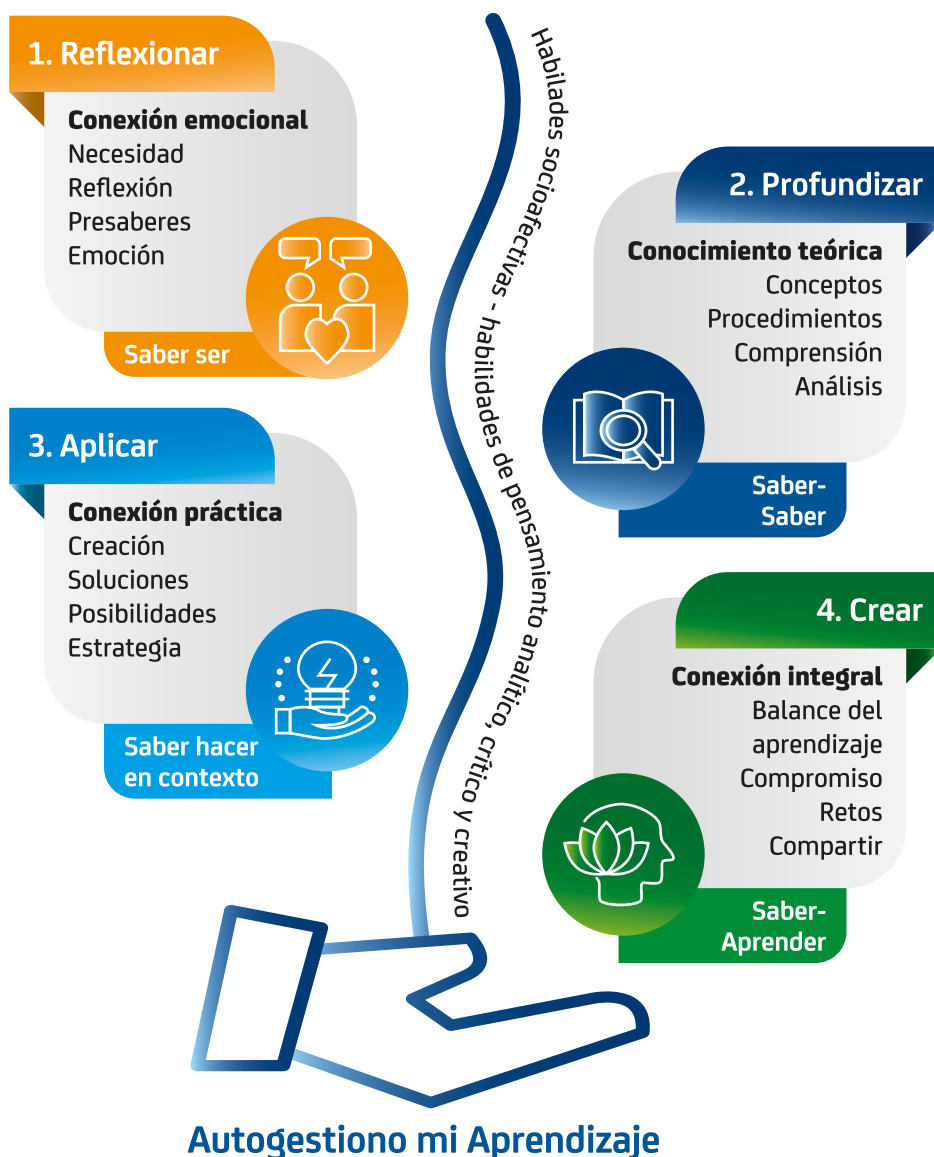 1. Reflexionar
Conexión emocional
Necesidad
Reflexión
Presaberes
Emoción
Saber ser
2. Profundizar
Conocimiento teórica
Conceptos
Procedimientos
Comprensión
Análisis
Saber-
Saber
3. Aplicar
Conexión práctica
Creación
Soluciones
Posibilidades
Estrategia
Saber hacer
en contexto
4. Crear
Conexión integral
Balance del
aprendizaje
Compromiso
Retos
Compartir
Saber-
Aprender
Habilades socioafectivas - habilidades de pensamiento analítico, crítico y creativo
Autogestiono mi Aprendizaje